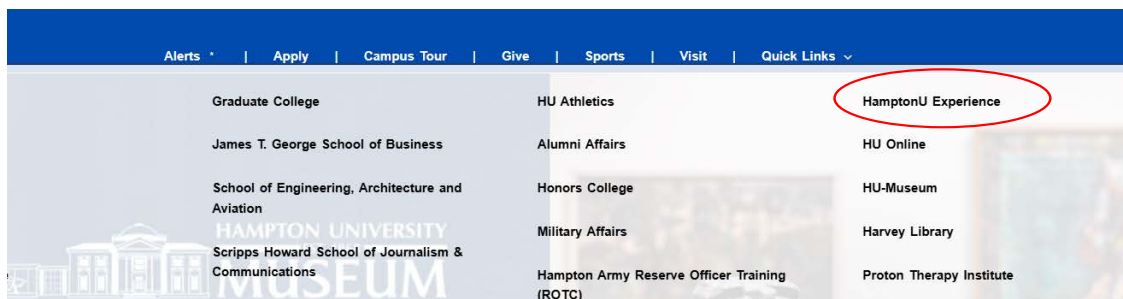 Alerts * | Apply | Campus Tour | Give | Sports | Visit | Quick Links
Graduate College
James T. George School of Business
School of Engineering, Architecture and
Aviation
Scripps Howard School of Journalism &
Communications
HU Athletics
Alumni Affairs
Honors College
Military Affairs
Hampton Army Reserve Officer Training
(ROTC)
HamptonU Experience
HU Online
HU-Museum
Harvey Library
Proton Therapy Institute
HAMPTON UNIVERSITY
MUSEUM